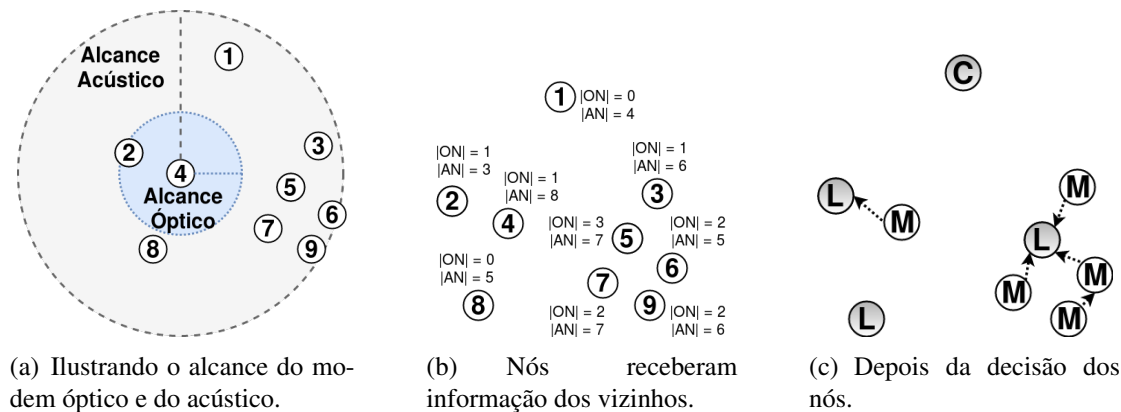 Alcance
Acústico
1
2
3
4
5
6
7
8
9
Alcance
Óptico
1
|ON| = 0
|AN| = 4
|ON| = 1
|AN| = 3
2
|ON| = 1
|AN| = 8
4
|ON| = 1
|AN| = 6
3
|ON| = 3
|AN| = 7
5
|ON| = 2
|AN| = 5
6
|ON| = 0
|AN| = 5
8
7
|ON| = 2
|AN| = 7
9
|ON| = 2
|AN| = 6
C
L
M
M
L
M
M
M
L
(a) Ilustrando o alcance do mo-
dem óptico e do acústico.
(b) Nós receberam
informação dos vizinhos.
(c) Depois da decisão dos
nós.